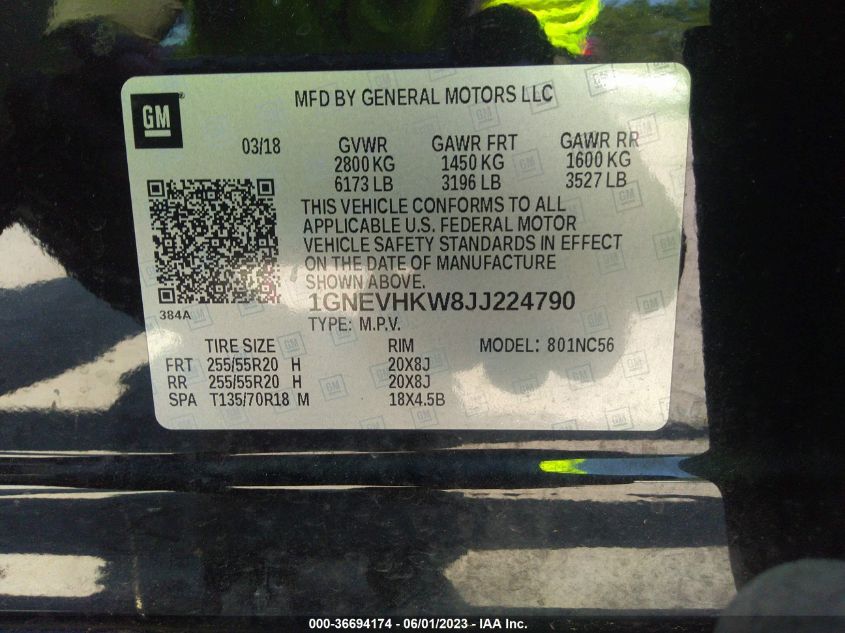 GM
MFD BY GENERAL MOTORS LLC
03/18 GVWR GAWR FRT GAWR RR
2800 KG 1450 KG 1600 KG
6173 LB 3196 LB 3527 LB
THIS VEHICLE CONFORMS TO ALL
APPLICABLE U.S. FEDERAL MOTOR
VEHICLE SAFETY STANDARDS IN EFFECT
ON THE DATE OF MANUFACTURE
SHOWN ABOVE.
384A
1GNEVHKW8JJ224790
TYPE: M.P.V.
TIRE SIZE RIM MODEL: 801NC56
FRT 255/55R20 H 20X8J
RR 255/55R20 H 20X8J
SPA T135/70R18 M 18X4.5B
000-36694174 - 06/01/2023 - IAA Inc.